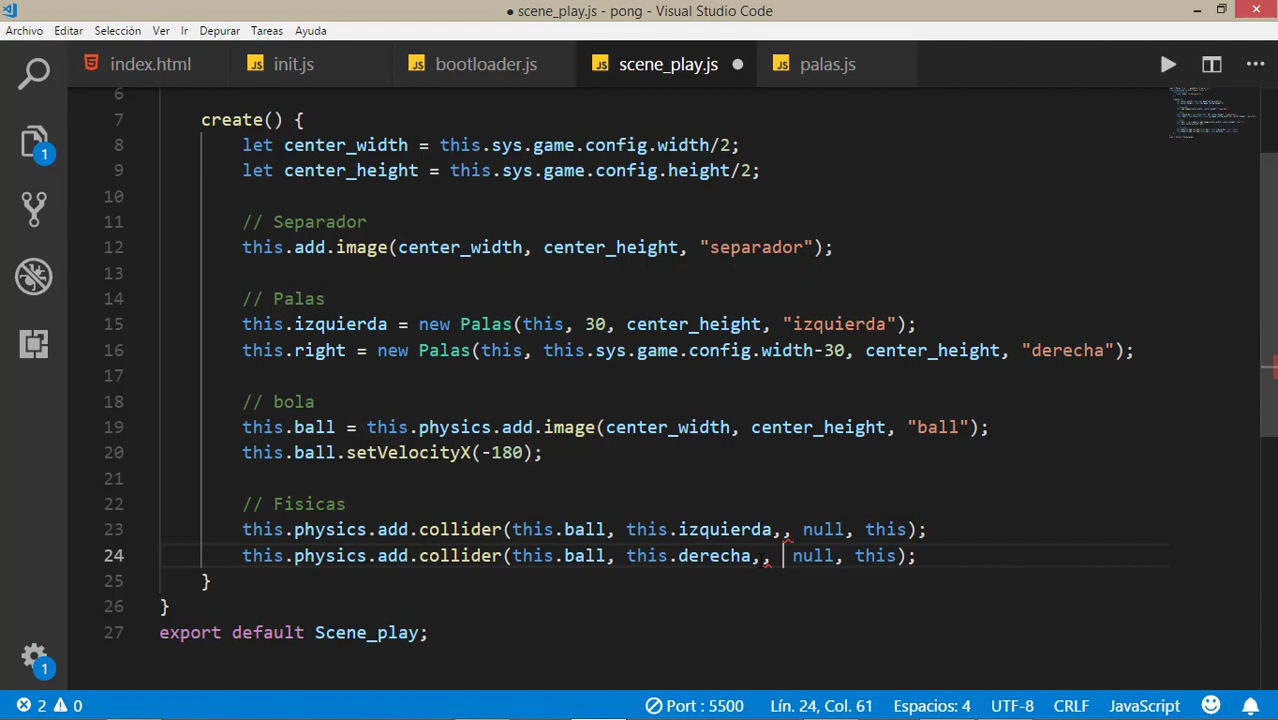 scene_play.js - pong - Visual Studio Code
Archivo Editar Selección Ver Ir Depurar Tareas Ayuda
index.html JS init.js JS bootloader.js JS scene_play.js JS palas.js
6
7 create() {
8 let center_width = this.sys.game.config.width/2;
9 let center_height = this.sys.game.config.height/2;
10
11 // Separador
12 this.add.image(center_width, center_height, "separador");
13
14 // Palas
15 this.izquierda = new Palas(this, 30, center_height, "izquierda");
16 this.right = new Palas(this, this.sys.game.config.width-30, center_height, "derecha");
17
18 // bola
19 this.ball = this.physics.add.image(center_width, center_height, "ball");
20 this.ball.setVelocityX(-180);
21
22 // Fisicas
23 this.physics.add.collider(this.ball, this.izquierda,, null, this);
24 this.physics.add.collider(this.ball, this.derecha,, null, this);
25 }
26 }
27 export default Scene_play;
1
1
2 0 Port : 5500 Lín. 24, Col. 61 Espacios: 4 UTF-8 CRLF JavaScript